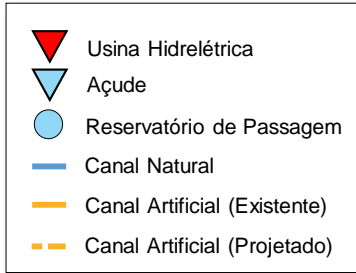 Usina Hidrelétrica
Açude
Reservatório de Passagem
Canal Natural
Canal Artificial (Existente)
Canal Artificial (Projetado)